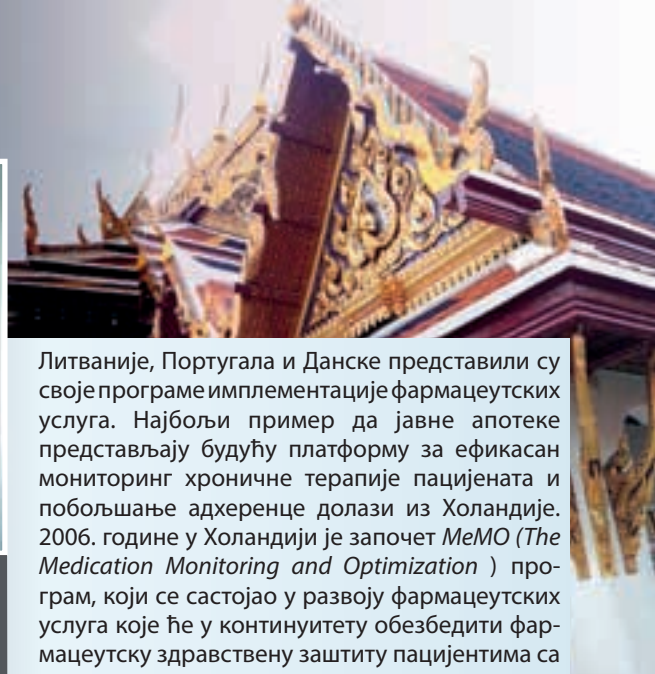 Литваније, Португала и Данске представили су
своје програме имплементације фармацеутских
услуга. Најбољи пример да јавне апотеке
представљају будућу платформу за ефикасан
мониторинг хроничне терапије пацијената и
побољшање адхеренце долази из Холандије.
2006. године у Холандији је започет MeMO (The
Medication Monitoring and Optimization ) про-
грам, који се састојао у развоју фармацеутских
услуга које ће у континуитету обезбедити фар-
мацеутску здравствену заштиту пацијентима са